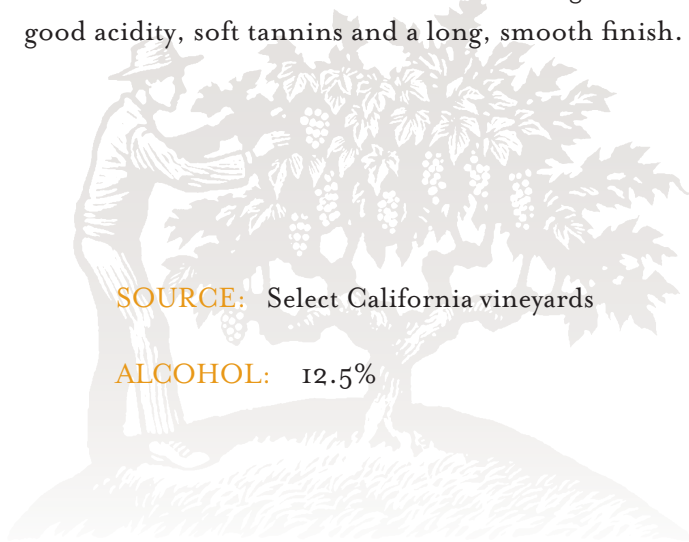 good acidity, soft tannins and a long, smooth finish.
SOURCE: Select California vineyards
ALCOHOL: 12.5%